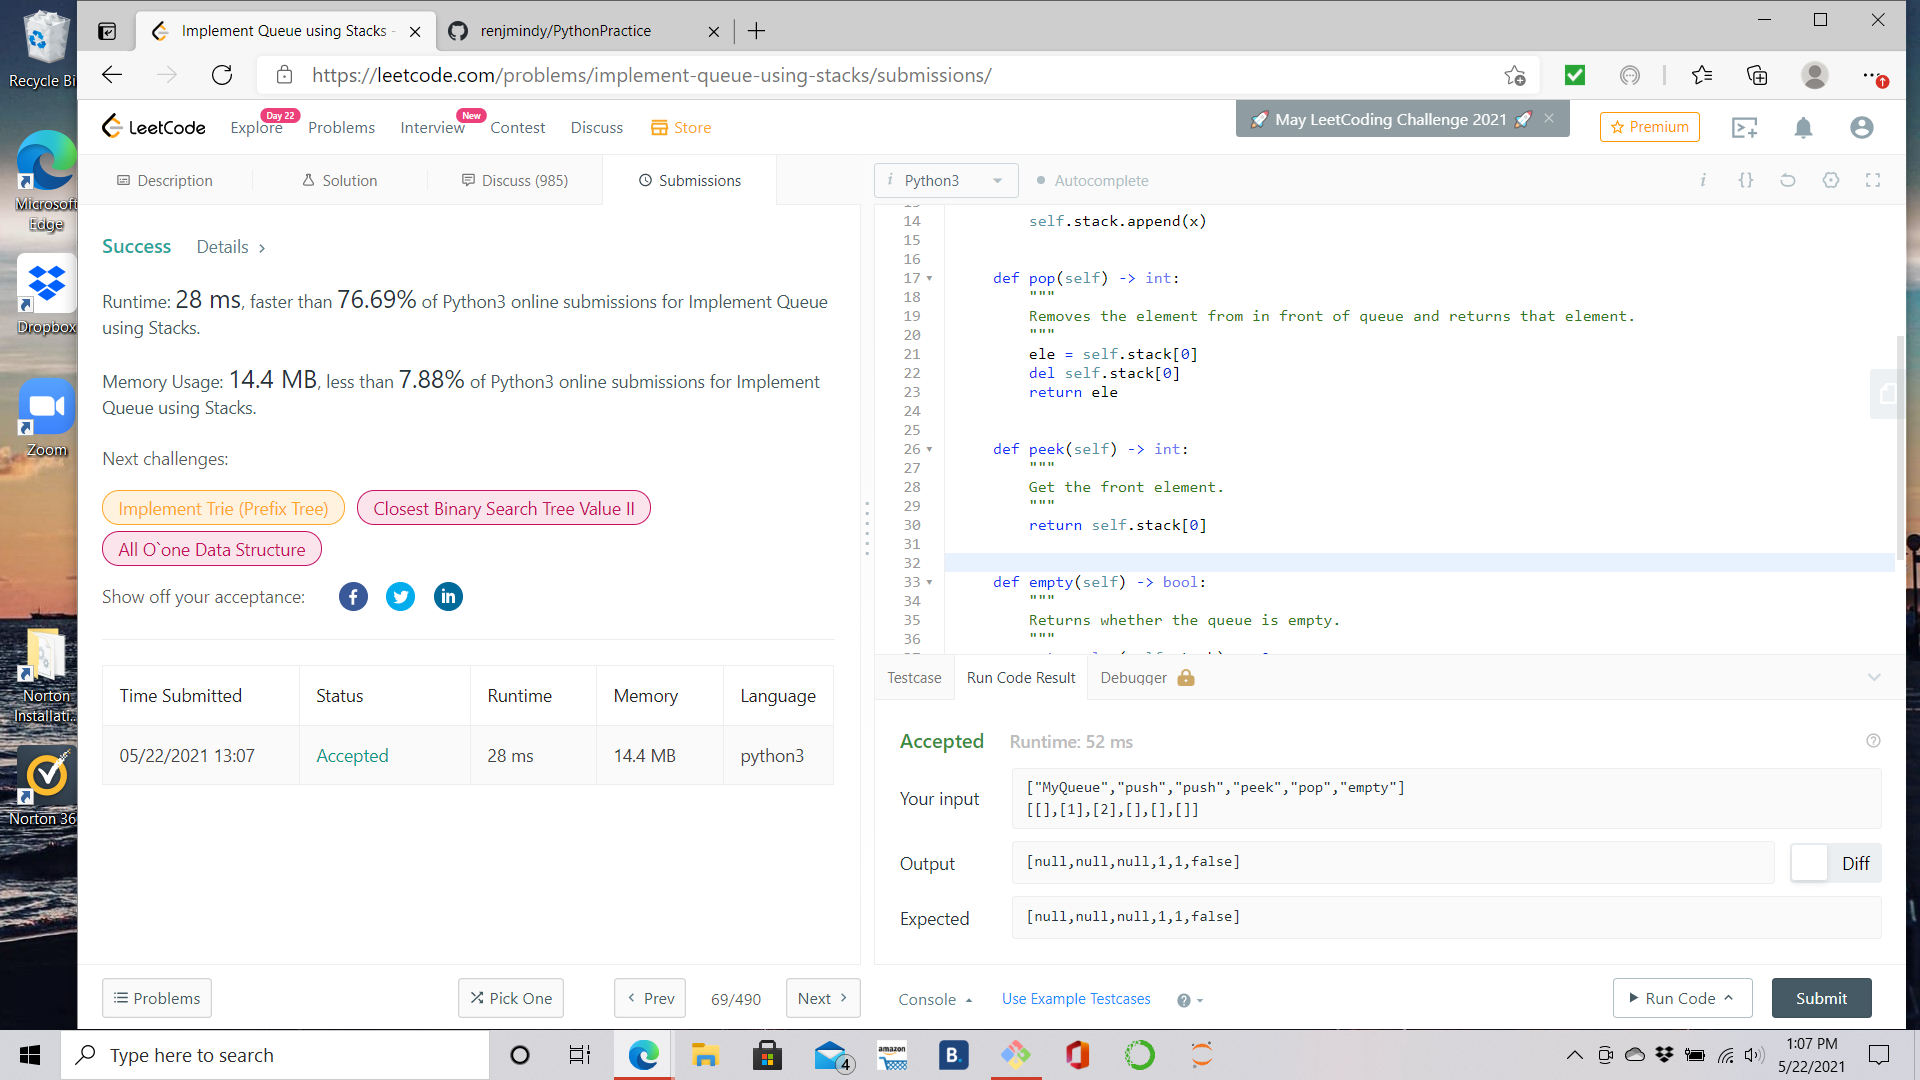 Recycle Bi
Microsoft
Edge
Dropbox
Zoom
Norton
Installati...
Norton 36
Implement Queue using Stacks -
renjmindy/PythonPractice
https://leetcode.com/problems/implement-queue-using-stacks/submissions/
LeetCode
Explore
Day 22
Problems
Interview
New
Contest
Discuss
Store
🚀 May LeetCoding Challenge 2021 🚀
Premium
Description
Solution
Discuss (985)
Submissions
Success
Details
Runtime: 28 ms, faster than 76.69% of Python3 online submissions for Implement Queue
using Stacks.
Memory Usage: 14.4 MB, less than 7.88% of Python3 online submissions for Implement
Queue using Stacks.
Next challenges:
Implement Trie (Prefix Tree)
Closest Binary Search Tree Value II
All O`one Data Structure
Show off your acceptance:
Time Submitted Status Runtime Memory Language
05/22/2021 13:07 Accepted 28 ms 14.4 MB python3
Problems
Pick One
Prev
69/490
Next
i Python3
Autocomplete
i {}
14 self.stack.append(x)
15
16
17 def pop(self) -> int:
18 """
19 Removes the element from in front of queue and returns that element.
20 """
21 ele = self.stack[0]
22 del self.stack[0]
23 return ele
24
25
26 def peek(self) -> int:
27 """
28 Get the front element.
29 """
30 return self.stack[0]
31
32
33 def empty(self) -> bool:
34 """
35 Returns whether the queue is empty.
36 """
Testcase
Run Code Result
Debugger
Accepted
Runtime: 52 ms
Your input
["MyQueue","push","push","peek","pop","empty"]
[[],[1],[2],[],[],[]]
Output
[null,null,null,1,1,false]
Diff
Expected
[null,null,null,1,1,false]
Console
Use Example Testcases
Run Code
Submit
Type here to search
4
amazon
B.
1:07 PM
5/22/2021